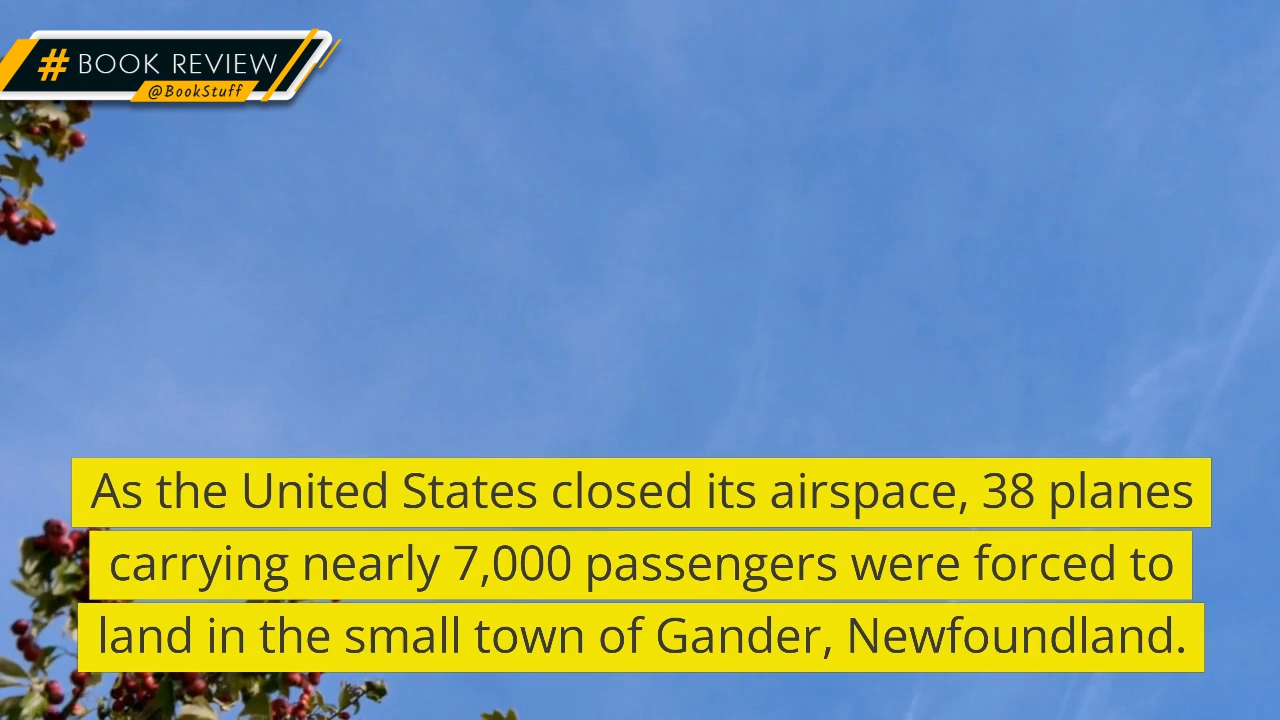 # BOOK REVIEW
@BookStuff
As the United States closed its airspace, 38 planes
carrying nearly 7,000 passengers were forced to
land in the small town of Gander, Newfoundland.